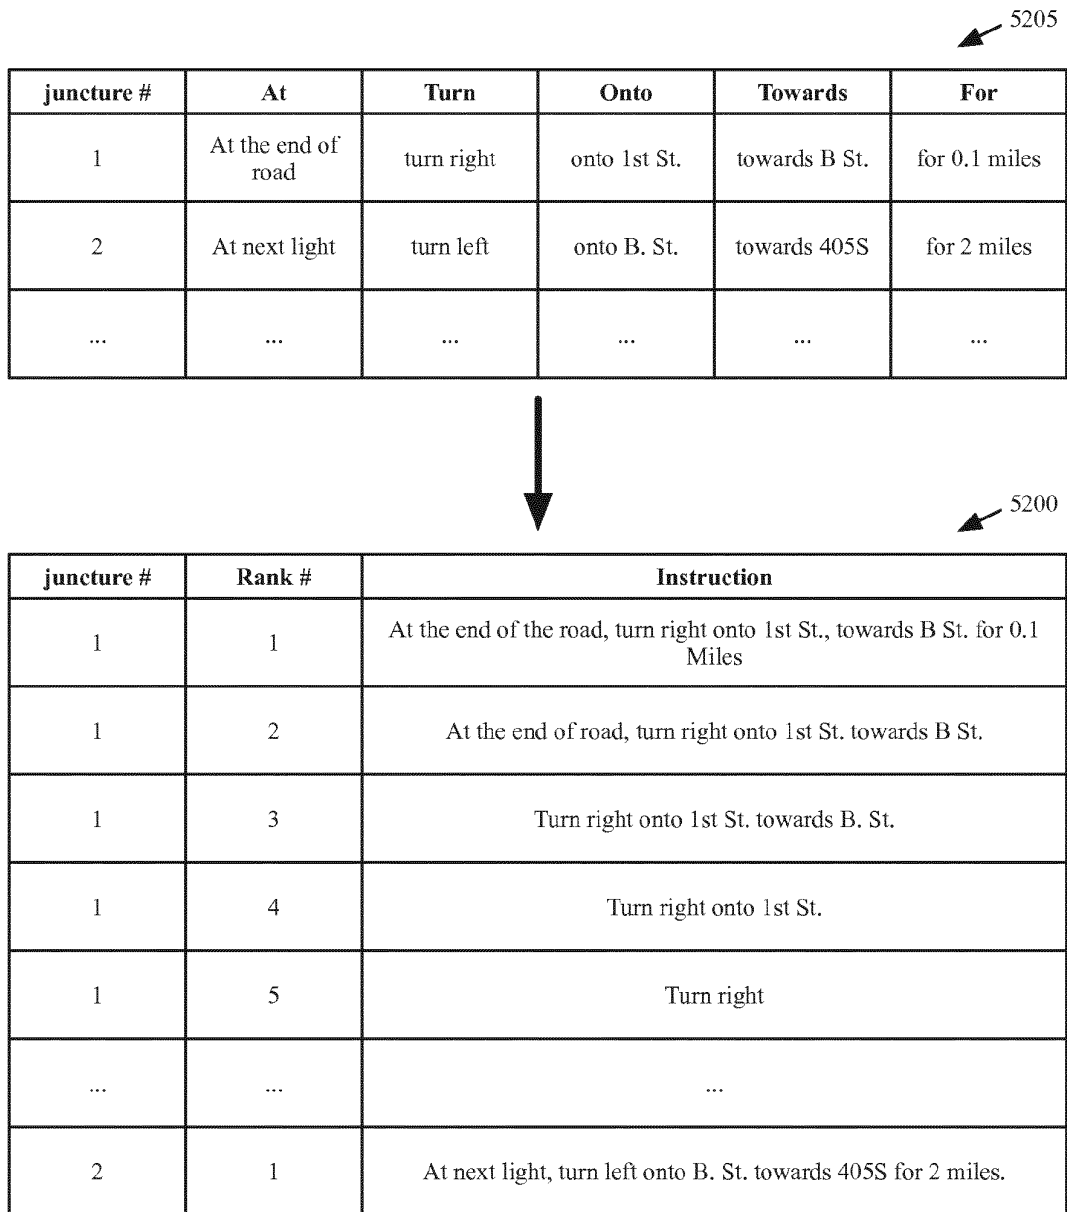 5205
juncture # At Turn Onto Towards For
1 At the end of road turn right onto 1st St. towards B St. for 0.1 miles
2 At next light turn left onto B. St. towards 405S for 2 miles
... ... ... ... ... ...
5200
juncture # Rank # Instruction
1 1 At the end of the road, turn right onto 1st St., towards B St. for 0.1
Miles
1 2 At the end of road, turn right onto 1st St. towards B St.
1 3 Turn right onto 1st St. towards B. St.
1 4 Turn right onto 1st St.
1 5 Turn right
... ... ...
2 1 At next light, turn left onto B. St. towards 405S for 2 miles.